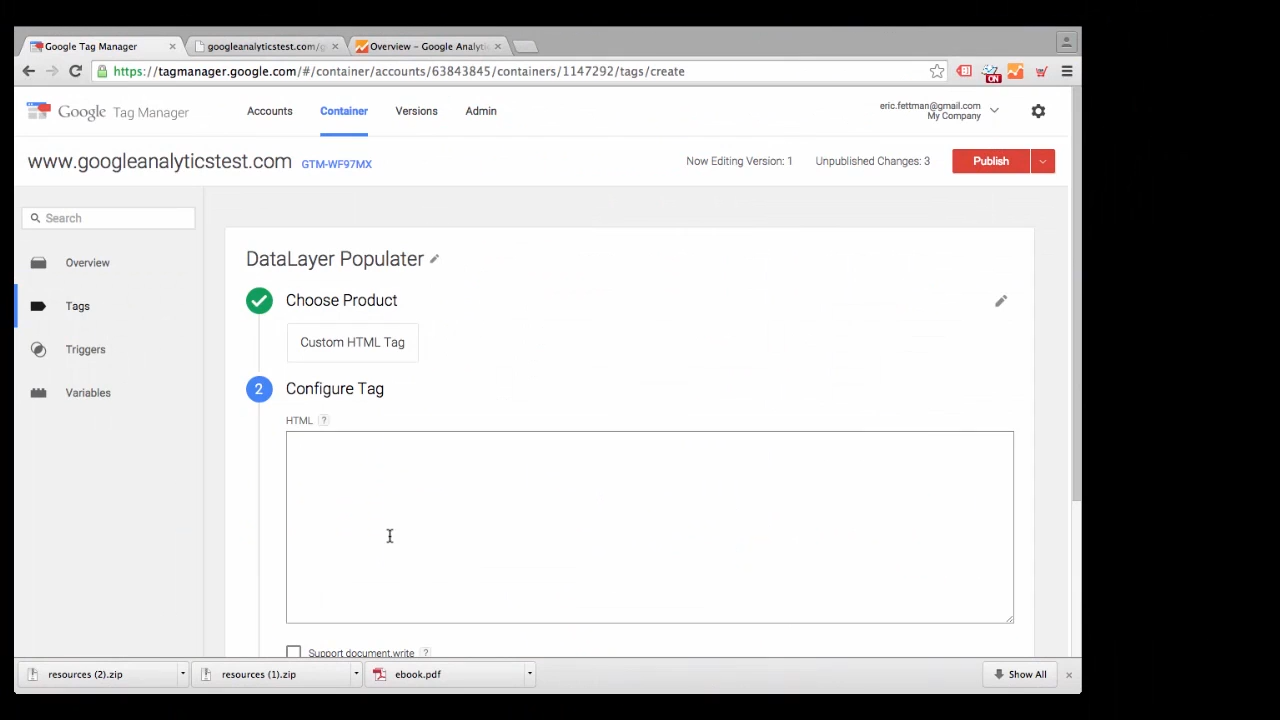 Google Tag Manager
googleanalyticstest.com/g
Overview – Google Analyti
https://tagmanager.google.com/#/container/accounts/63843845/containers/1147292/tags/create
ON
Google Tag Manager
Accounts
Container
Versions
Admin
eric.fettman@gmail.com
My Company
www.googleanalyticstest.com GTM-WF97MX
Now Editing Version: 1
Unpublished Changes: 3
Publish
Search
Overview
Tags
Triggers
Variables
DataLayer Populater
Choose Product
Custom HTML Tag
2 Configure Tag
HTML ?
Support document.write ?
resources (2).zip
resources (1).zip
ebook.pdf
Show All